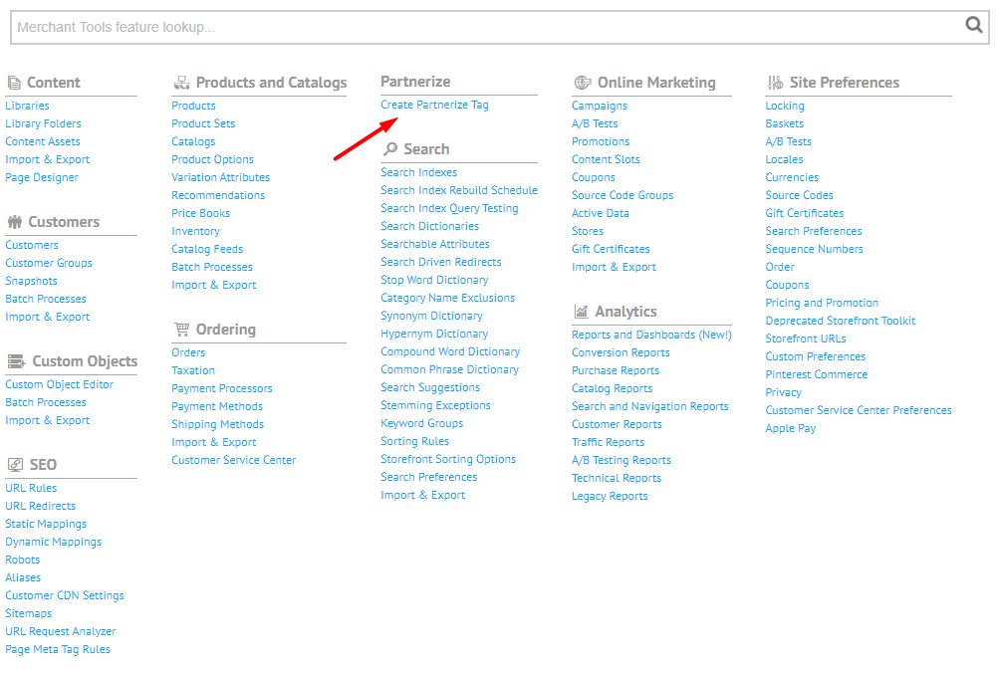 Merchant Tools feature lookup...
Content
Libraries
Library Folders
Content Assets
Import & Export
Page Designer
Customers
Customers
Customer Groups
Snapshots
Batch Processes
Import & Export
Custom Objects
Custom Object Editor
Batch Processes
Import & Export
SEO
URL Rules
URL Redirects
Static Mappings
Dynamic Mappings
Robots
Aliases
Customer CDN Settings
Sitemaps
URL Request Analyzer
Page Meta Tag Rules
Products and Catalogs
Products
Product Sets
Catalogs
Product Options
Variation Attributes
Recommendations
Price Books
Inventory
Catalog Feeds
Batch Processes
Import & Export
Ordering
Orders
Taxation
Payment Processors
Payment Methods
Shipping Methods
Import & Export
Customer Service Center
Partnerize
Create Partnerize Tag
Search
Search Indexes
Search Index Rebuild Schedule
Search Index Query Testing
Search Dictionaries
Searchable Attributes
Search Driven Redirects
Stop Word Dictionary
Category Name Exclusions
Synonym Dictionary
Hypernym Dictionary
Compound Word Dictionary
Common Phrase Dictionary
Search Suggestions
Stemming Exceptions
Keyword Groups
Sorting Rules
Storefront Sorting Options
Search Preferences
Import & Export
Online Marketing
Campaigns
A/B Tests
Promotions
Content Slots
Coupons
Source Code Groups
Active Data
Stores
Gift Certificates
Import & Export
Analytics
Reports and Dashboards (New!)
Conversion Reports
Purchase Reports
Catalog Reports
Search and Navigation Reports
Customer Reports
Traffic Reports
A/B Testing Reports
Technical Reports
Legacy Reports
Site Preferences
Locking
Baskets
A/B Tests
Locales
Currencies
Source Codes
Gift Certificates
Search Preferences
Sequence Numbers
Order
Coupons
Pricing and Promotion
Deprecated Storefront Toolkit
Storefront URLs
Custom Preferences
Pinterest Commerce
Privacy
Customer Service Center Preferences
Apple Pay